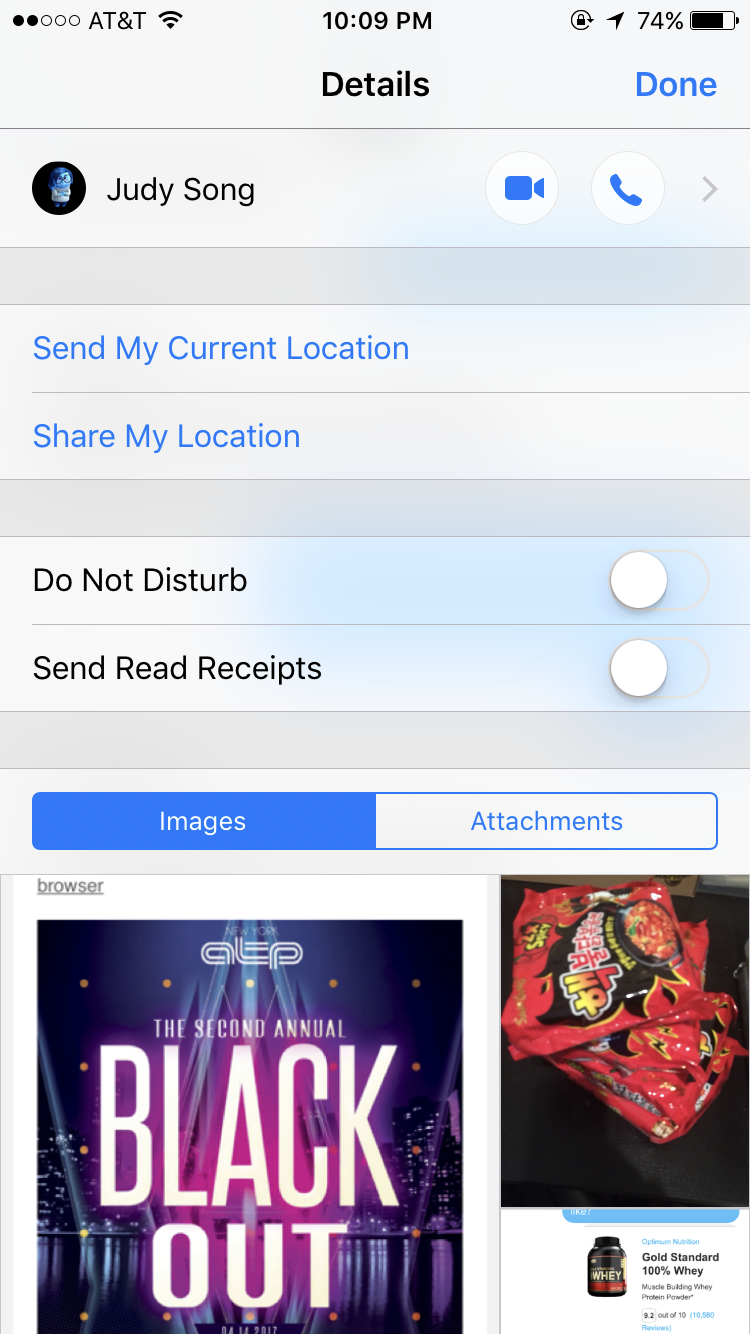 AT&T
10:09 PM
74%
Details
Done
Judy Song
Send My Current Location
Share My Location
Do Not Disturb
Send Read Receipts
Images
Attachments
browser
NEW YORK
atp
THE SECOND ANNUAL
BLACK
OUT
04.14.2017
like?
Optimum Nutrition
Gold Standard
100% Whey
Muscle Building Whey
Protein Powder*
9.2 out of 10 (10,580
Reviews)
WHEY